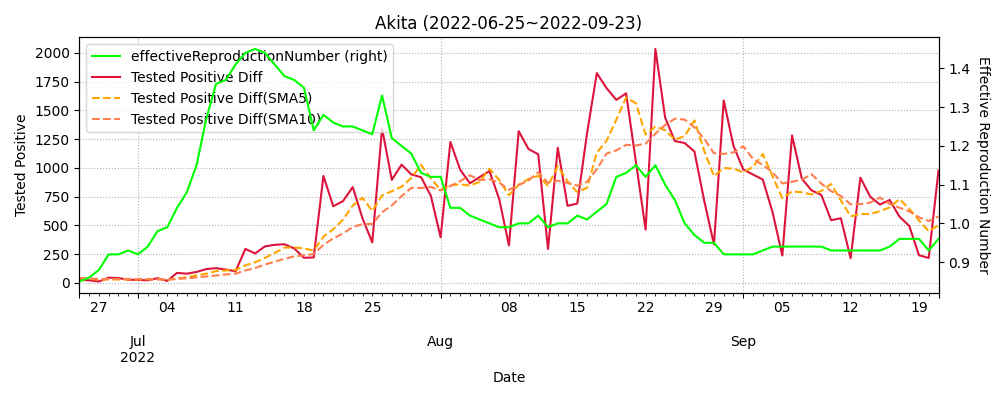 Akita (2022-06-25~2022-09-23)
effectiveReproductionNumber (right)
Tested Positive Diff
Tested Positive Diff(SMA5)
Tested Positive Diff(SMA10)
Tested Positive
2000
1750
1500
1250
1000
750
500
250
0
Effective Reproduction Number
1.4
1.3
1.2
1.1
1.0
0.9
27 04 11 18 25 08 15 22 29 05 12 19
Jul Aug Sep
2022
Date